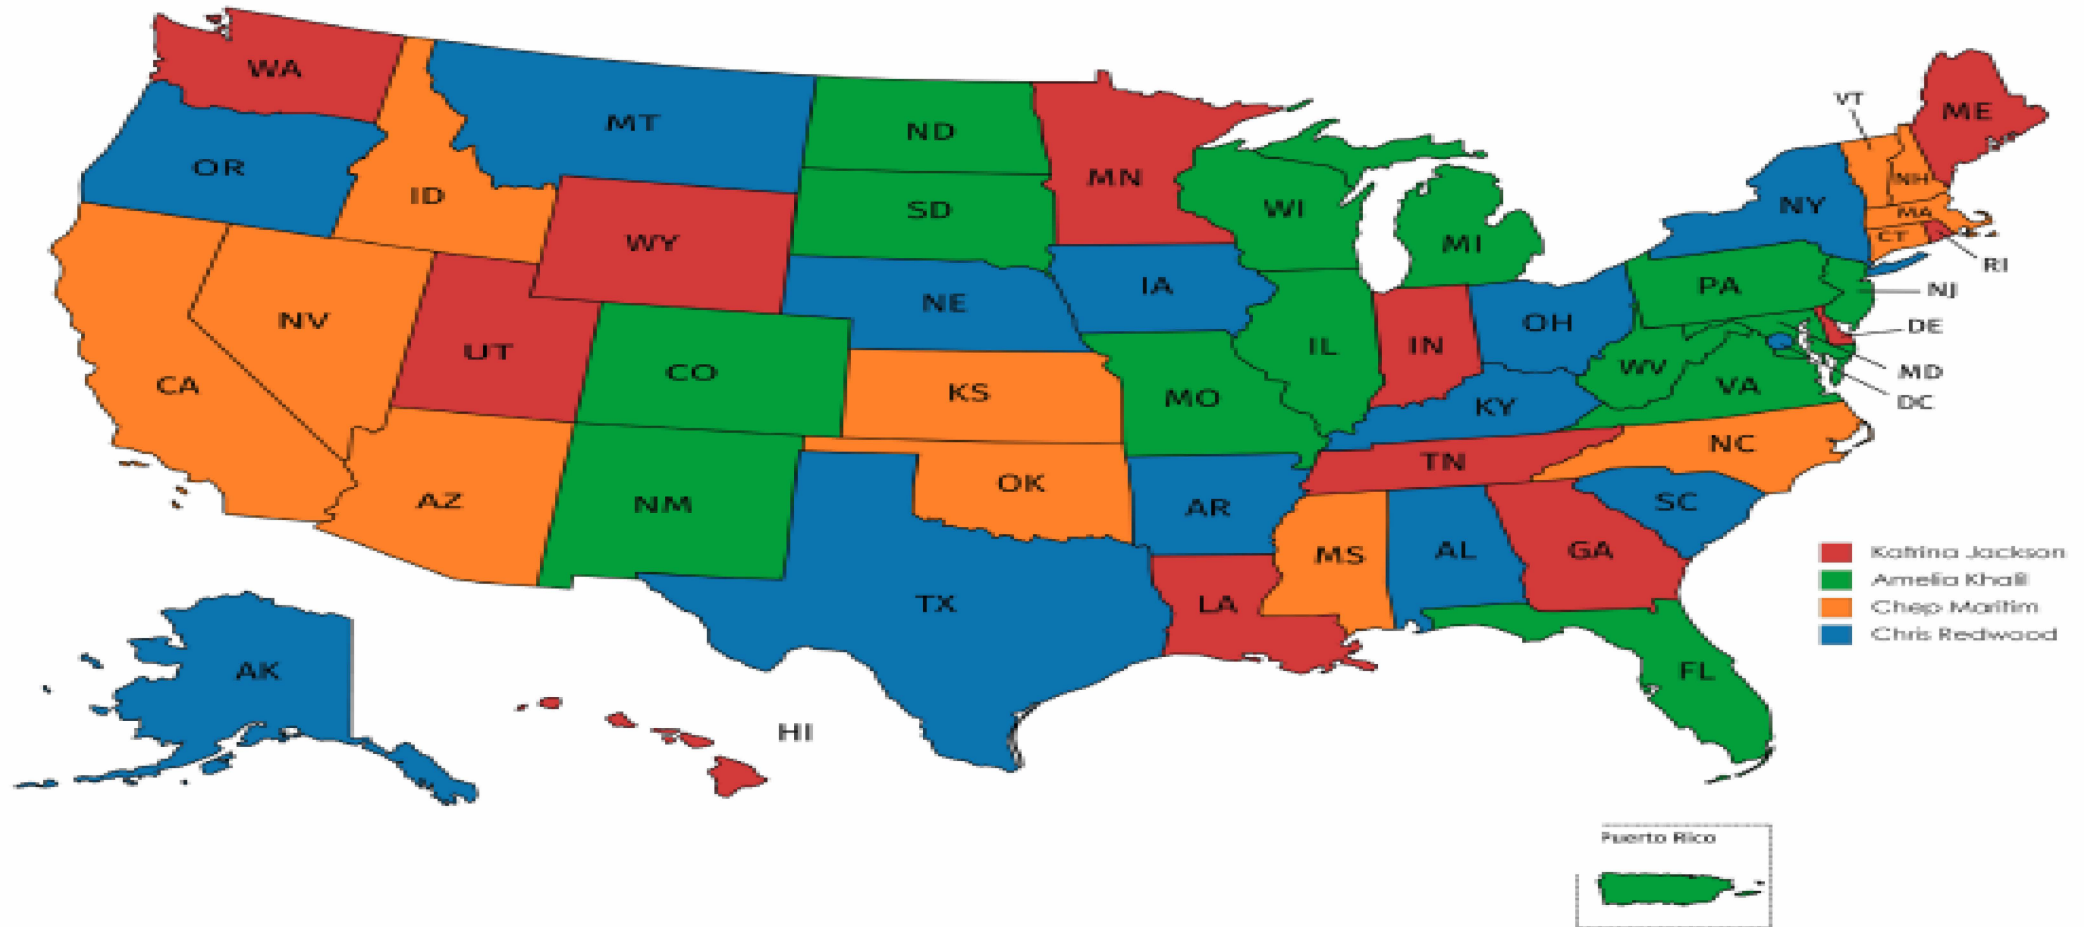 WA
MT
ND
MN
VT
ME
OR
ID
SD
WI
MI
NY
NH
MA
CT
RI
WY
NE
IA
PA
NJ
NV
UT
CO
IL
IN
OH
DE
MD
DC
CA
KS
MO
WV
VA
KY
NC
TN
AZ
NM
OK
AR
SC
MS
AL
GA
TX
LA
Katrina Jackson
Amelia Khalil
Chep Maritim
Chris Redwood
AK
FL
HI
Puerto Rico